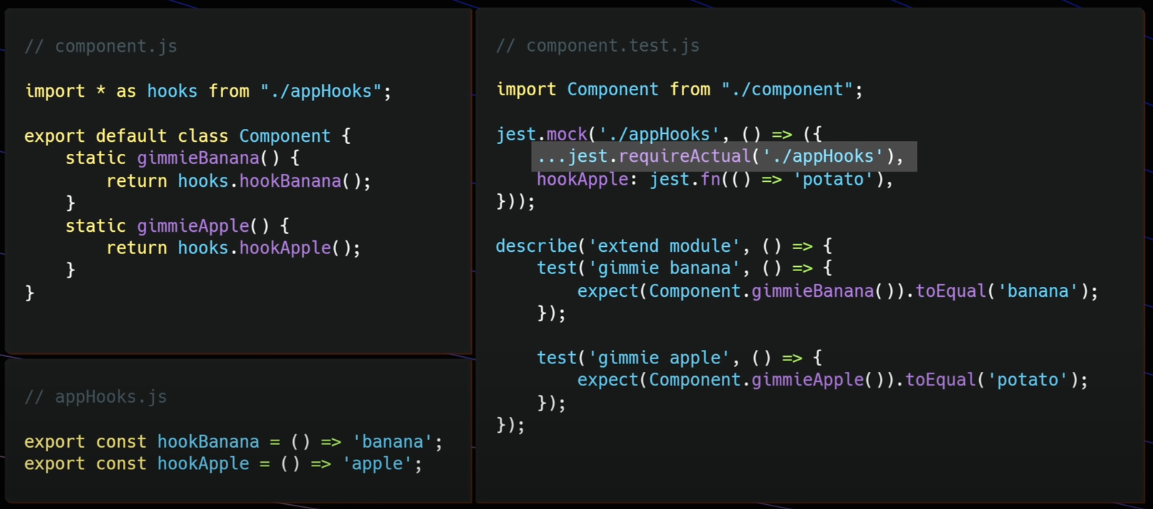 // component.js
import * as hooks from "./appHooks";
export default class Component {
    static gimmieBanana() {
        return hooks.hookBanana();
    }
    static gimmieApple() {
        return hooks.hookApple();
    }
}
// appHooks.js
export const hookBanana = () => 'banana';
export const hookApple = () => 'apple';
// component.test.js
import Component from "./component";
jest.mock('./appHooks', () => ({
    ...jest.requireActual('./appHooks'),
    hookApple: jest.fn(() => 'potato'),
}));
describe('extend module', () => {
    test('gimmie banana', () => {
        expect(Component.gimmieBanana()).toEqual('banana');
    });
    test('gimmie apple', () => {
        expect(Component.gimmieApple()).toEqual('potato');
    });
});